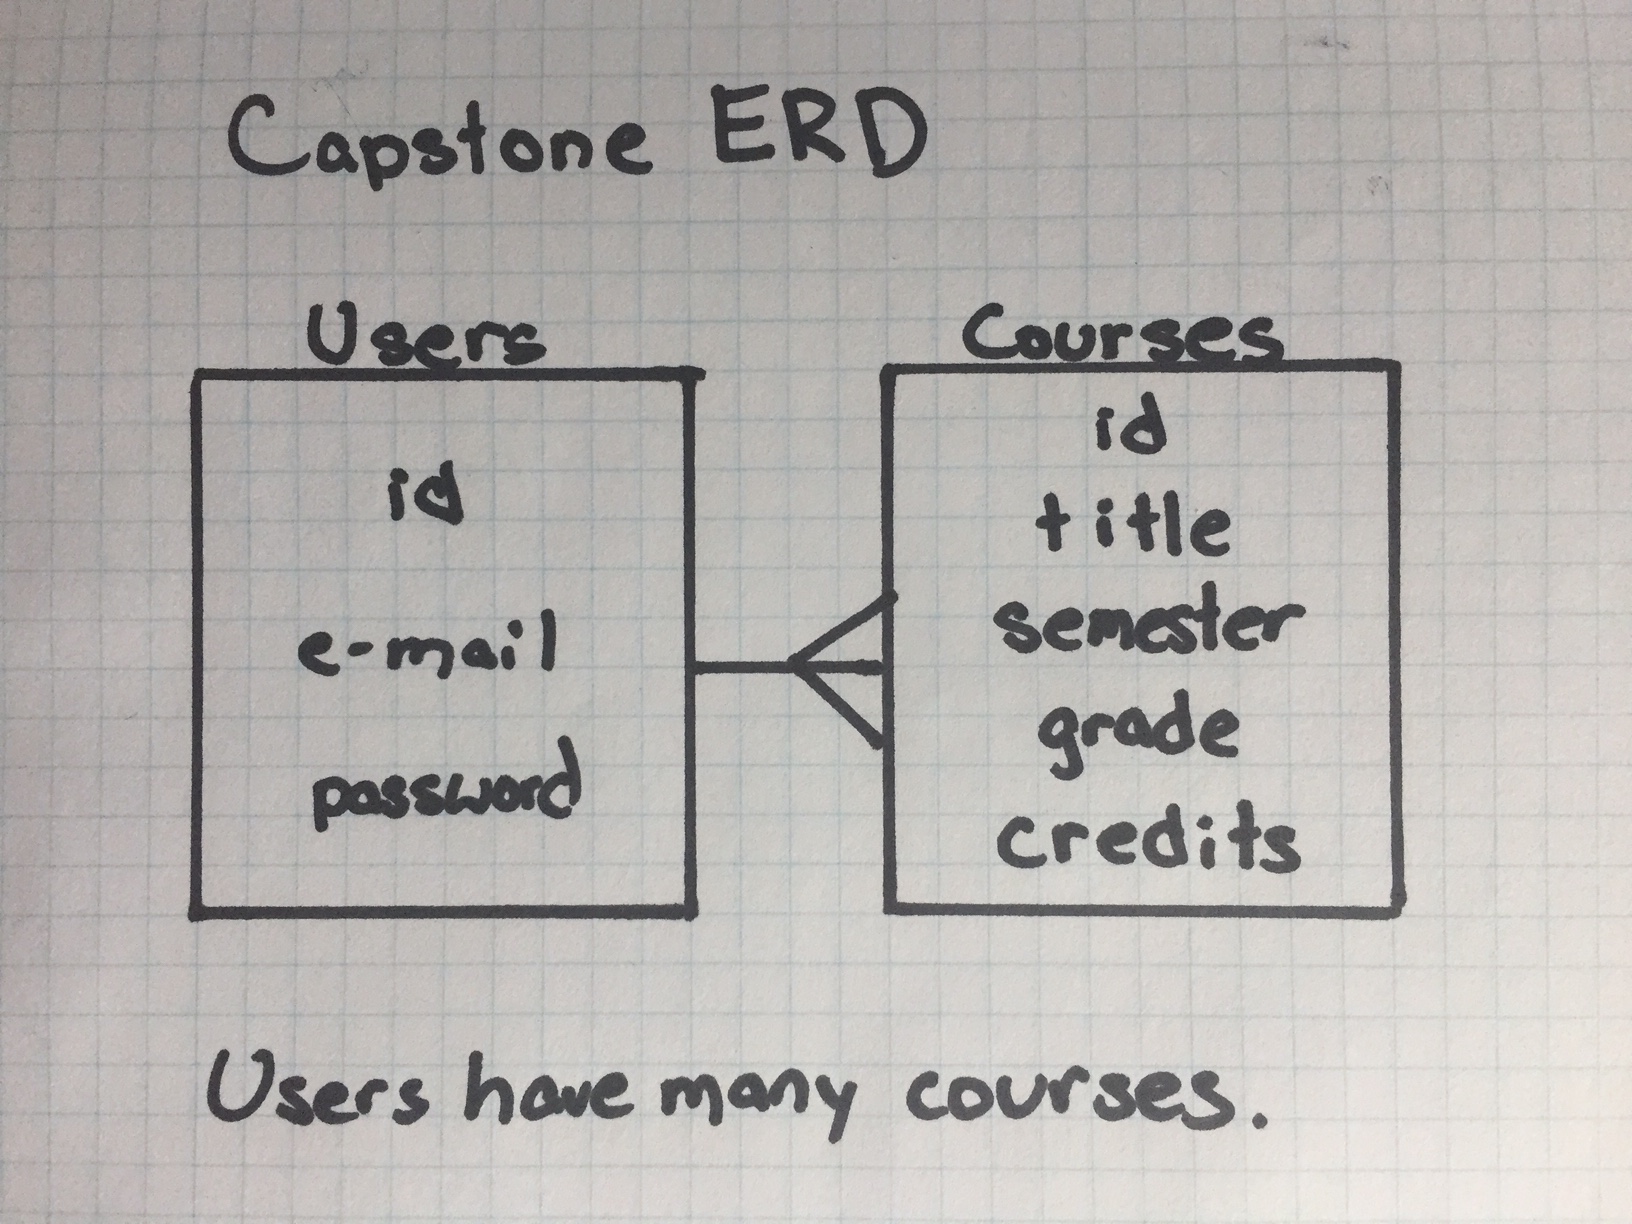 Capstone ERD
Users
id
e-mail
password
Courses
id
title
semester
grade
credits
Users have many courses.